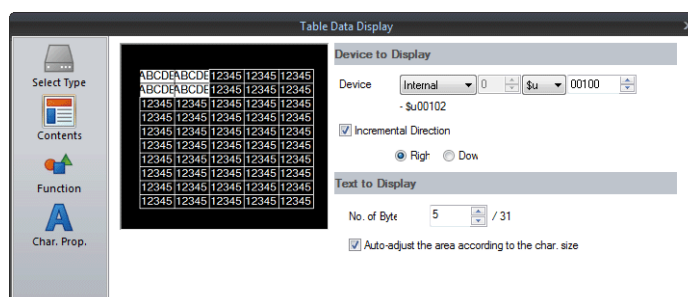 Table Data Display
Select Type
Contents
Function
Char. Prop.
ABCDE ABCDE 12345 12345 12345
ABCDE ABCDE 12345 12345 12345
12345 12345 12345 12345 12345
12345 12345 12345 12345 12345
12345 12345 12345 12345 12345
12345 12345 12345 12345 12345
12345 12345 12345 12345 12345
12345 12345 12345 12345 12345
12345 12345 12345 12345 12345
12345 12345 12345 12345 12345
Device to Display
Device Internal 0 $u 00100
- $u00102
Incremental Direction
Righ Dow
Text to Display
No. of Byte 5 / 31
Auto-adjust the area according to the char. size